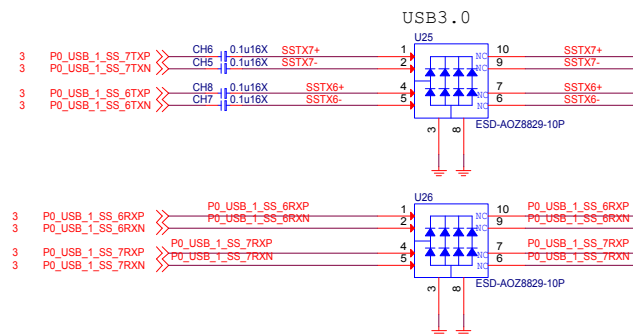 USB3.0
U25
3 P0_USB_1_SS_7TXP CH6 0.1u16X SSTX7+ 1 10 SSTX7+
3 P0_USB_1_SS_7TXN CH5 0.1u16X SSTX7- 2 NC 9 SSTX7-
3 P0_USB_1_SS_6TXP CH8 0.1u16X SSTX6+ 4 7 SSTX6+
3 P0_USB_1_SS_6TXN CH7 0.1u16X SSTX6- 5 NC 6 SSTX6-
ESD-AOZ8829-10P
3 8
U26
3 P0_USB_1_SS_6RXP P0_USB_1_SS_6RXP 1 NC 10 P0_USB_1_SS_6RXP
3 P0_USB_1_SS_6RXN P0_USB_1_SS_6RXN 2 9 P0_USB_1_SS_6RXN
3 P0_USB_1_SS_7RXP P0_USB_1_SS_7RXP 4 NC 7 P0_USB_1_SS_7RXP
3 P0_USB_1_SS_7RXN P0_USB_1_SS_7RXN 5 6 P0_USB_1_SS_7RXN
ESD-AOZ8829-10P
3 8